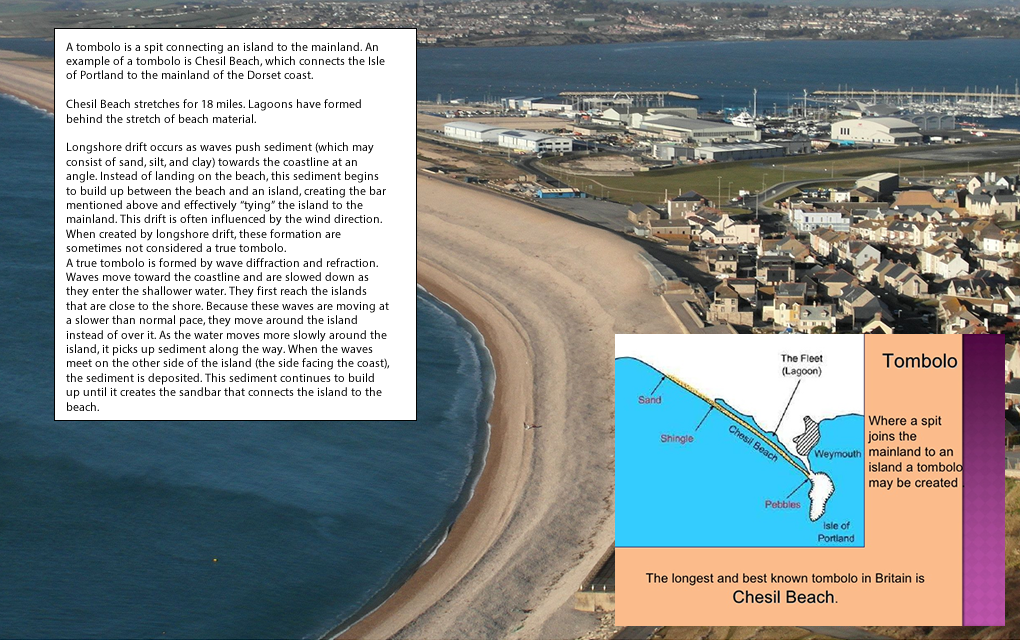 A tombolo is a spit connecting an island to the mainland. An
example of a tombolo is Chesil Beach, which connects the Isle
of Portland to the mainland of the Dorset coast.
Chesil Beach stretches for 18 miles. Lagoons have formed
behind the stretch of beach material.
Longshore drift occurs as waves push sediment (which may
consist of sand, silt, and clay) towards the coastline at an
angle. Instead of landing on the beach, this sediment begins
to build up between the beach and an island, creating the bar
mentioned above and effectively “tying” the island to the
mainland. This drift is often influenced by the wind direction.
When created by longshore drift, these formation are
sometimes not considered a true tombolo.
A true tombolo is formed by wave diffraction and refraction.
Waves move toward the coastline and are slowed down as
they enter the shallower water. They first reach the islands
that are close to the shore. Because these waves are moving at
a slower than normal pace, they move around the island
instead of over it. As the water moves more slowly around the
island, it picks up sediment along the way. When the waves
meet on the other side of the island (the side facing the coast),
the sediment is deposited. This sediment continues to build
up until it creates the sandbar that connects the island to the
beach.
The Fleet
(Lagoon)
Sand
Shingle
Chesil Beach
Weymouth
Pebbles
Isle of
Portland
Tombolo
Where a spit
joins the
mainland to an
island a tombolo
may be created .
The longest and best known tombolo in Britain is
Chesil Beach.